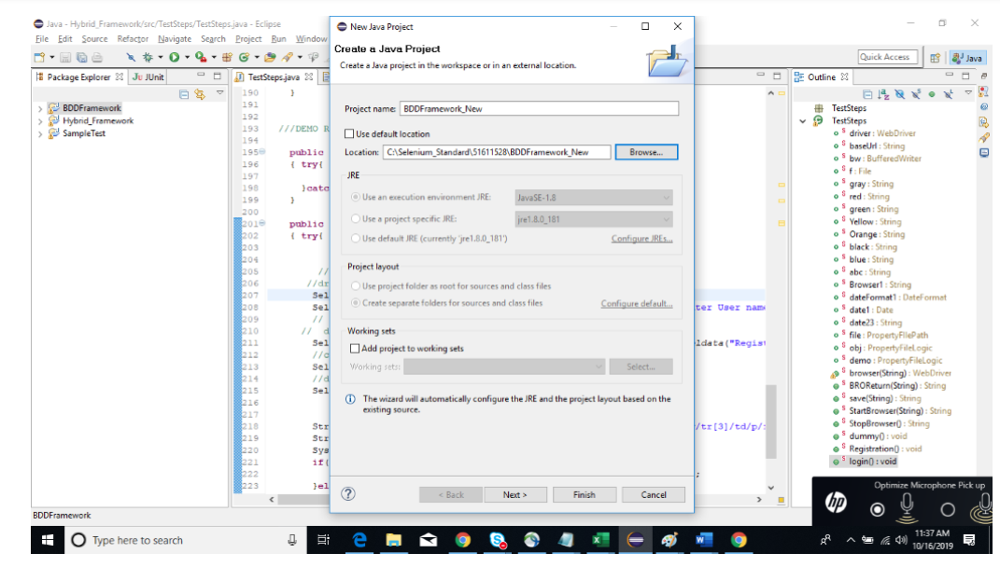 Java - Hybrid_Framework/src/TestSteps/TestSteps.java - Eclipse
File Edit Source Refactor Navigate Search Project Run Window
Quick Access
Java
Package Explorer
JUnit
BDDFramework
Hybrid_Framework
SampleTest
TestSteps.java
190 }
191
192
193 ///DEMO R
194
195 public
196 { try{
197
198 }catc
199 }
200
201 public
202 { try{
203
204
205 //
206 //dr
207 Sel
208 Sel
209 //
210 // d
211 Sel
212 //c
213 Sel
214 //d
215 Sel
216
217
218 Str
219 Str
220 Sys
221 if(
222
223 }el
ter User name
ldata("Regist
/tr[3]/td/p/
;
New Java Project
Create a Java Project
Create a Java project in the workspace or in an external location.
Project name: BDDFramework_New
Use default location
Location: C:\Selenium_Standard\51611528\BDDFramework_New Browse...
JRE
Use an execution environment JRE: JavaSE-1.8
Use a project specific JRE: jre1.8.0_181
Use default JRE (currently 'jre1.8.0_181') Configure JREs...
Project layout
Use project folder as root for sources and class files
Create separate folders for sources and class files Configure default...
Working sets
Add project to working sets
Working sets: Select...
The wizard will automatically configure the JRE and the project layout based on the
existing source.
< Back Next > Finish Cancel
Outline
TestSteps
TestSteps
driver : WebDriver
baseUrl : String
bw : BufferedWriter
f : File
gray : String
red : String
green : String
Yellow : String
Orange : String
black : String
blue : String
abc : String
Browser1 : String
dateFormat1 : DateFormat
date1 : Date
date23 : String
file : PropertyFilePath
obj : PropertyFileLogic
demo : PropertyFileLogic
browser(String) : WebDriver
BROReturn(String) : String
save(String) : String
StartBrowser(String) : String
StopBrowser() : String
dummy() : void
Registration() : void
login() : void
Optimize Microphone Pick up
hp
BDDFramework
Type here to search
11:37 AM
10/16/2019